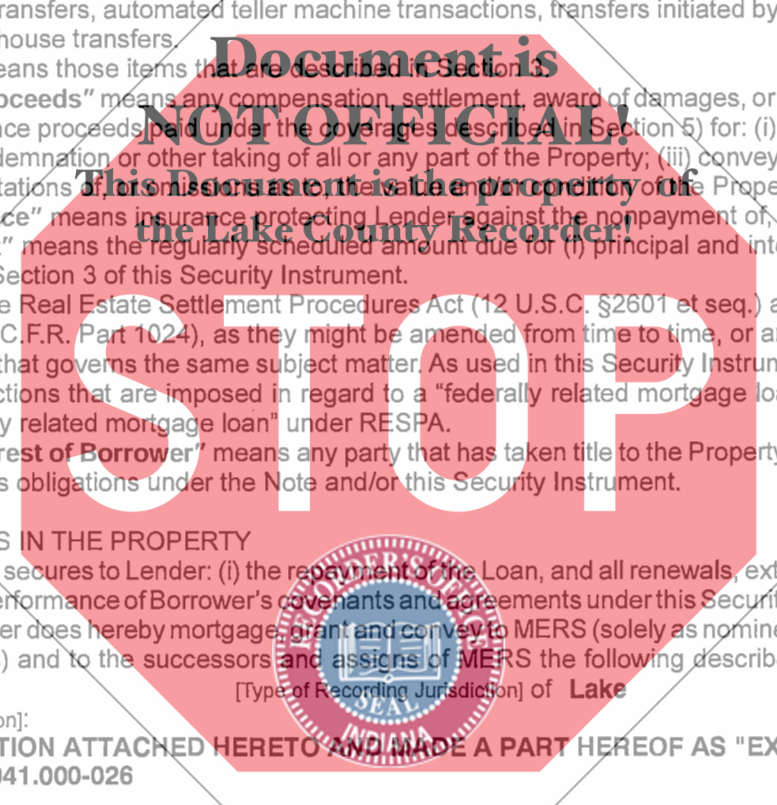 ransfers, automated teller machine transactions, transfers initiated by
house transfers.
Document is
eans those items that are described in Section 3.
oceeds" means any compensation, settlement, award of damages, or
NOT OFFICIAL!
ce proceeds paid under the coverages described in Section 5) for: (i)
demnation or other taking of all or any part of the Property; (iii) convey
This Document is the property of
tations of, or omissions as to, the value and/or condition of the Prope
ce" means insurance protecting Lender against the nonpayment of,
the Lake County Recorder!
" means the regularly scheduled amount due for (i) principal and inte
Section 3 of this Security Instrument.
e Real Estate Settlement Procedures Act (12 U.S.C. §2601 et seq.) a
C.F.R. Part 1024), as they might be amended from time to time, or a
that governs the same subject matter. As used in this Security Instrun
STOP
ctions that are imposed in regard to a "federally related mortgage loa
y related mortgage loan" under RESPA.
rest of Borrower" means any party that has taken title to the Property
s obligations under the Note and/or this Security Instrument.
S IN THE PROPERTY
secures to Lender: (i) the repayment of the Loan, and all renewals, ext
erformance of Borrower's covenants and agreements under this Securit
er does hereby mortgage, grant and convey to MERS (solely as nomine
) and to the successors and assigns of MERS the following describ
[Type of Recording Jurisdiction] of Lake
RECORDER'S OFFICE
SEAL
INDIANA
on]:
TION ATTACHED HERETO AND MADE A PART HEREOF AS "EX
041.000-026